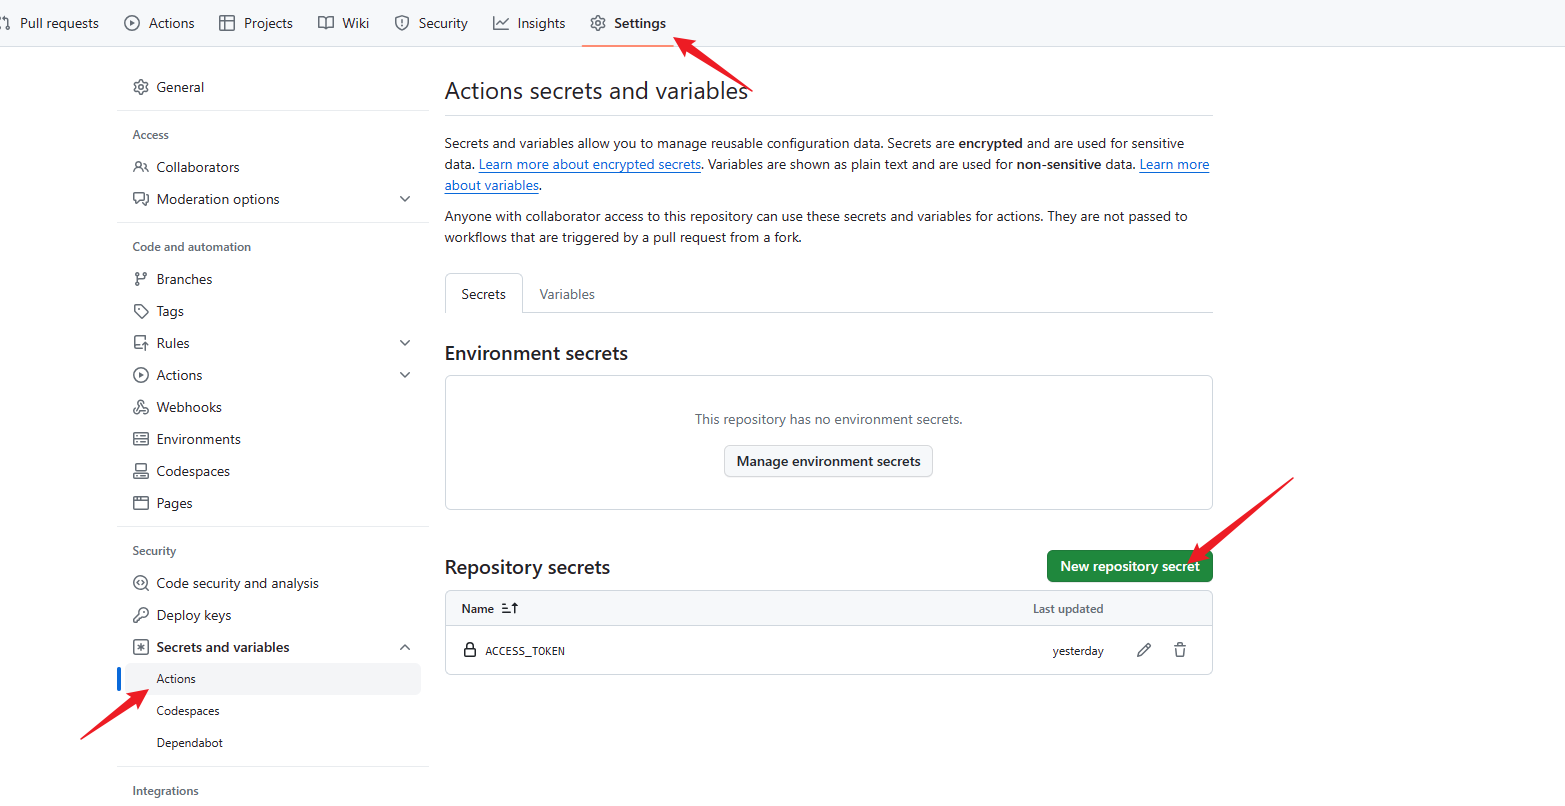 Pull requests Actions Projects Wiki Security Insights Settings
General
Access
Collaborators
Moderation options
Code and automation
Branches
Tags
Rules
Actions
Webhooks
Environments
Codespaces
Pages
Security
Code security and analysis
Deploy keys
Secrets and variables
Actions
Codespaces
Dependabot
Integrations
Actions secrets and variables
Secrets and variables allow you to manage reusable configuration data. Secrets are encrypted and are used for sensitive
data. Learn more about encrypted secrets. Variables are shown as plain text and are used for non-sensitive data. Learn more
about variables.
Anyone with collaborator access to this repository can use these secrets and variables for actions. They are not passed to
workflows that are triggered by a pull request from a fork.
Secrets Variables
Environment secrets
This repository has no environment secrets.
Manage environment secrets
Repository secrets
New repository secret
Name Last updated
ACCESS_TOKEN yesterday